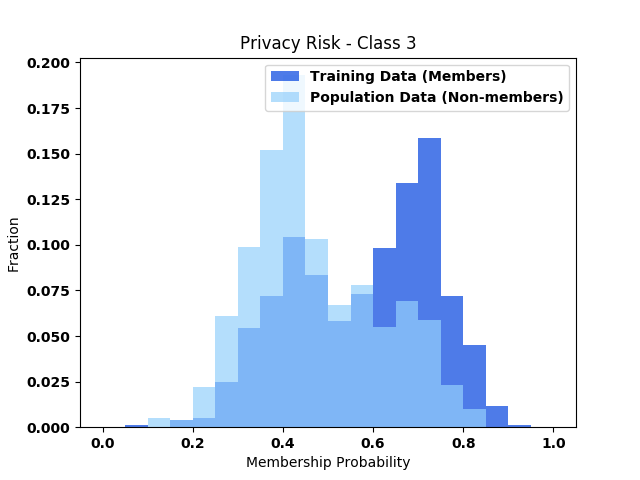 Privacy Risk - Class 3
Training Data (Members)
Population Data (Non-members)
0.200
0.175
0.150
0.125
0.100
0.075
0.050
0.025
0.000
Fraction
0.0 0.2 0.4 0.6 0.8 1.0
Membership Probability